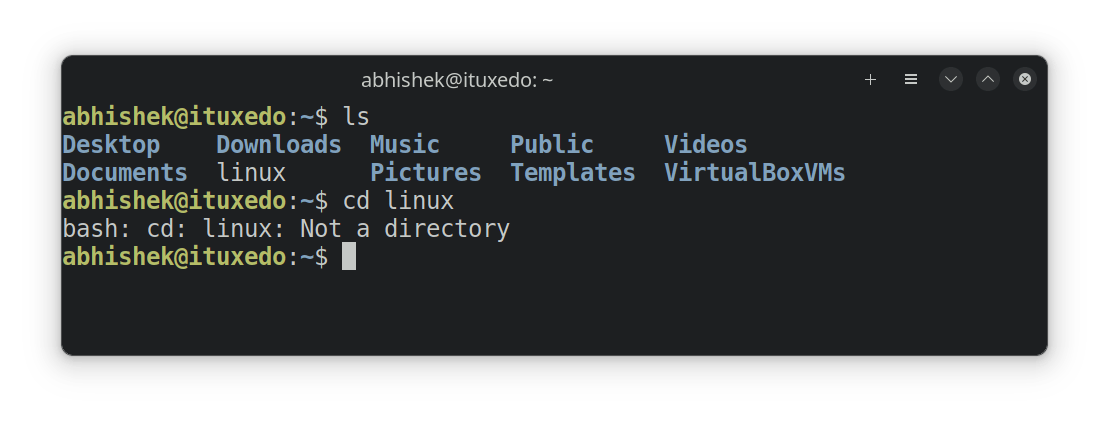 abhishek@ituxedo: ~
abhishek@ituxedo:~$ ls
Desktop    Downloads  Music     Public     Videos
Documents  linux      Pictures  Templates  VirtualBoxVMs
abhishek@ituxedo:~$ cd linux
bash: cd: linux: Not a directory
abhishek@ituxedo:~$